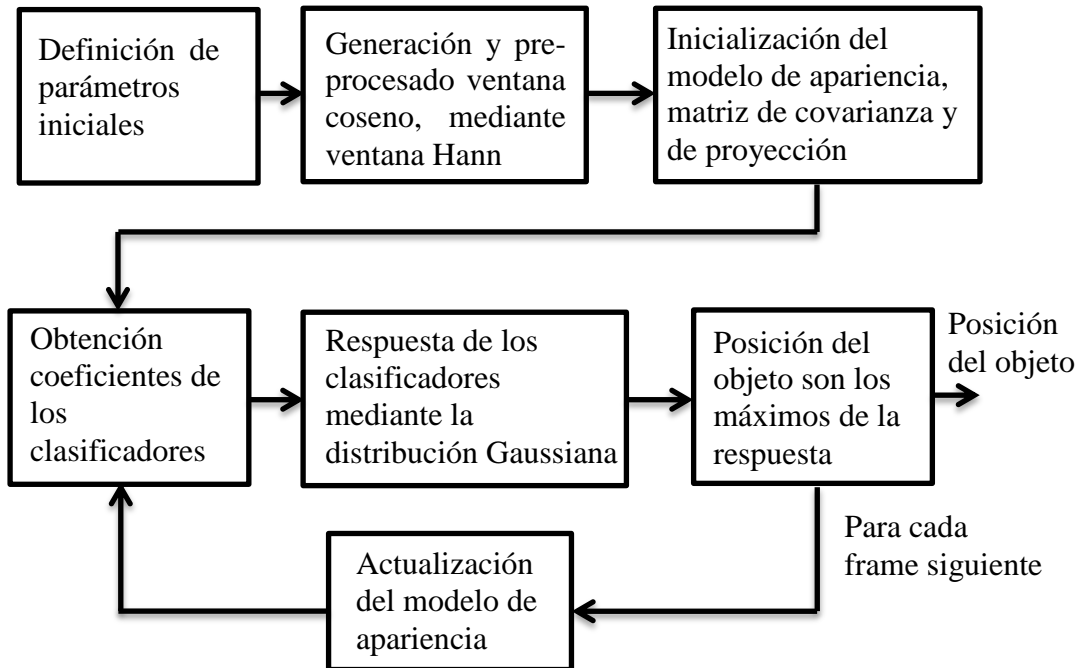 Definición de
parámetros
iniciales
Generación y pre-
procesado ventana
coseno, mediante
ventana Hann
Inicialización del
modelo de apariencia,
matriz de covarianza y
de proyección
Obtención
coeficientes de
los
clasificadores
Respuesta de los
clasificadores
mediante la
distribución Gaussiana
Posición del
objeto son los
máximos de la
respuesta
Posición
del objeto
Para cada
frame siguiente
Actualización
del modelo de
apariencia